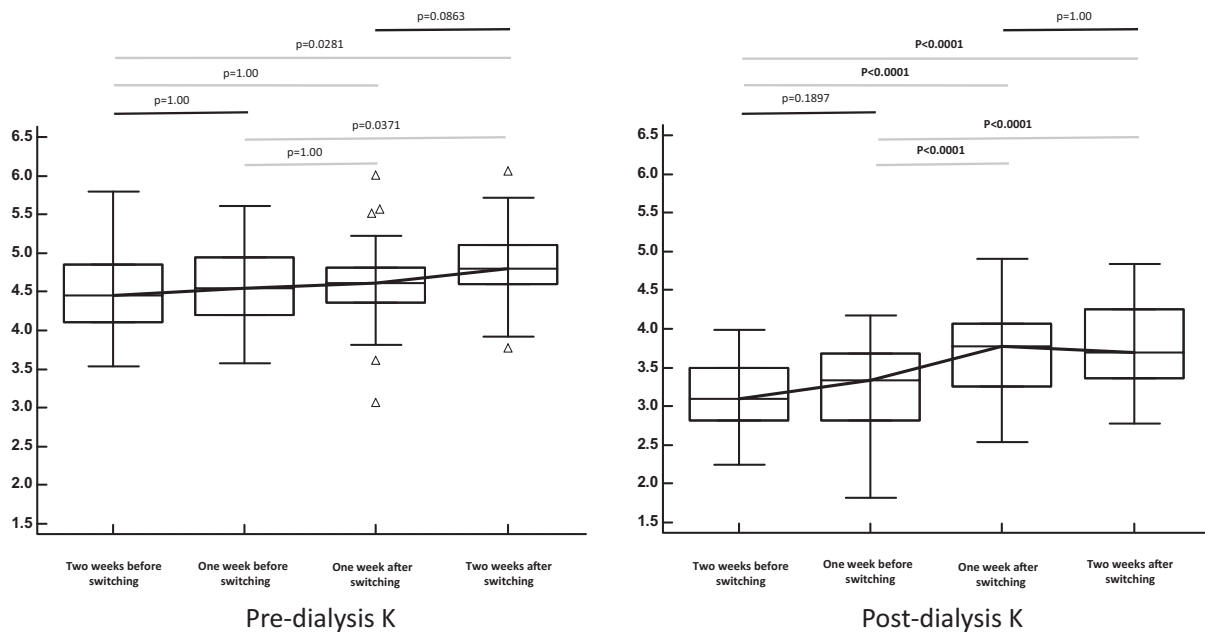 p=0.0863
p=0.0281
p=1.00
p=1.00
p=0.0371
p=1.00
6.5
6.0
5.5
5.0
4.5
4.0
3.5
3.0
2.5
2.0
1.5
Two weeks before
switching
One week before
switching
One week after
switching
Two weeks after
switching
Pre-dialysis K
p=1.00
P<0.0001
P<0.0001
p=0.1897
P<0.0001
P<0.0001
6.5
6.0
5.5
5.0
4.5
4.0
3.5
3.0
2.5
2.0
1.5
Two weeks before
switching
One week before
switching
One week after
switching
Two weeks after
switching
Post-dialysis K